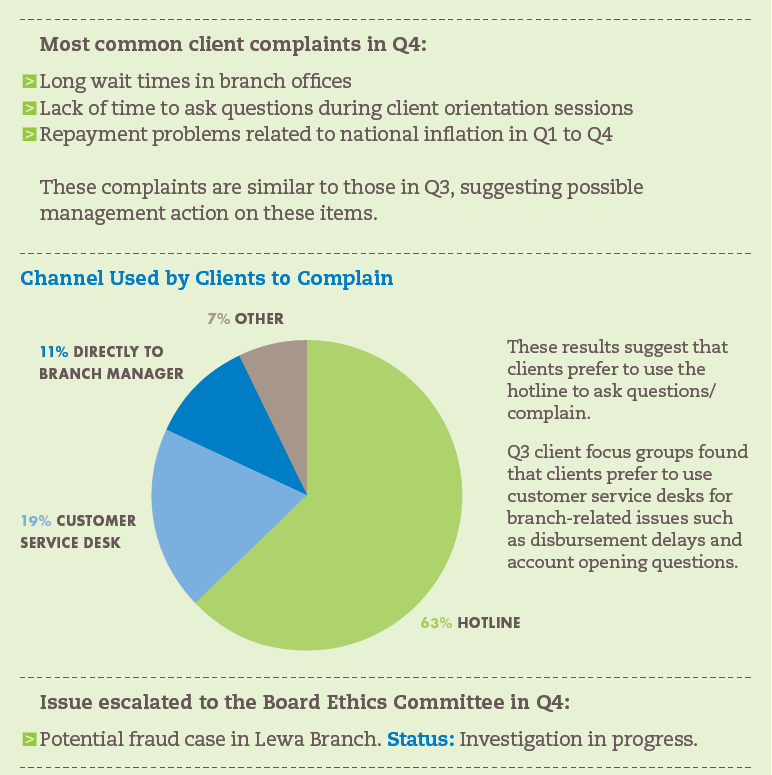 Most common client complaints in Q4:
> Long wait times in branch offices
> Lack of time to ask questions during client orientation sessions
> Repayment problems related to national inflation in Q1 to Q4
These complaints are similar to those in Q3, suggesting possible
management action on these items.
Channel Used by Clients to Complain
7% OTHER
11% DIRECTLY TO
BRANCH MANAGER
19% CUSTOMER
SERVICE DESK
63% HOTLINE
These results suggest that
clients prefer to use the
hotline to ask questions/
complain.
Q3 client focus groups found
that clients prefer to use
customer service desks for
branch-related issues such
as disbursement delays and
account opening questions.
Issue escalated to the Board Ethics Committee in Q4:
> Potential fraud case in Lewa Branch. Status: Investigation in progress.